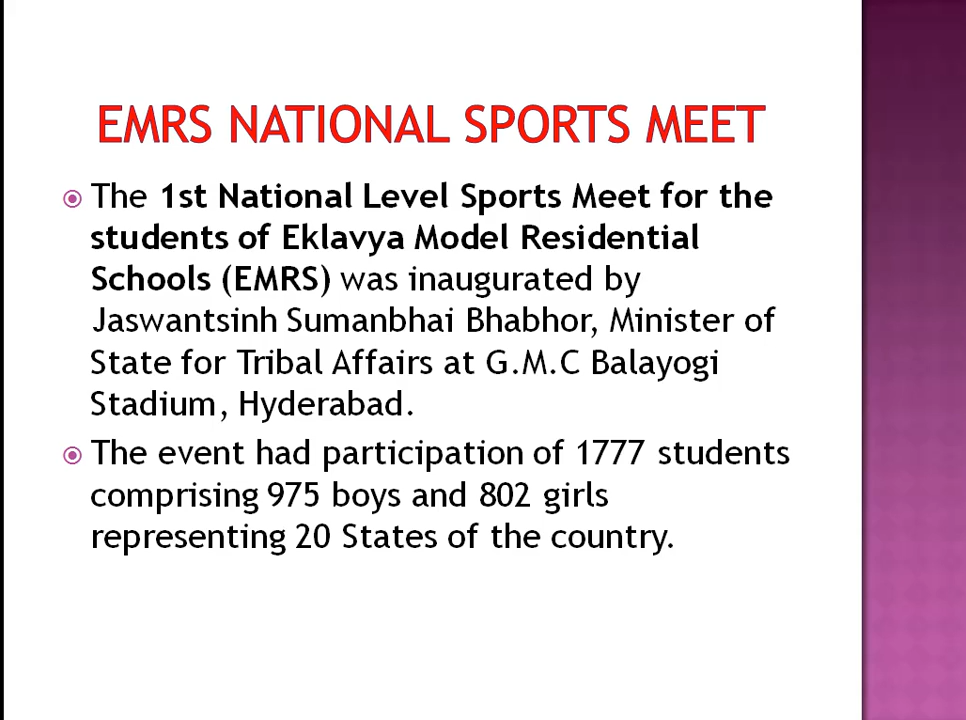 EMRS NATIONAL SPORTS MEET
The 1st National Level Sports Meet for the
students of Eklavya Model Residential
Schools (EMRS) was inaugurated by
Jaswantsinh Sumanbhai Bhabhor, Minister of
State for Tribal Affairs at G.M.C Balayogi
Stadium, Hyderabad.
The event had participation of 1777 students
comprising 975 boys and 802 girls
representing 20 States of the country.